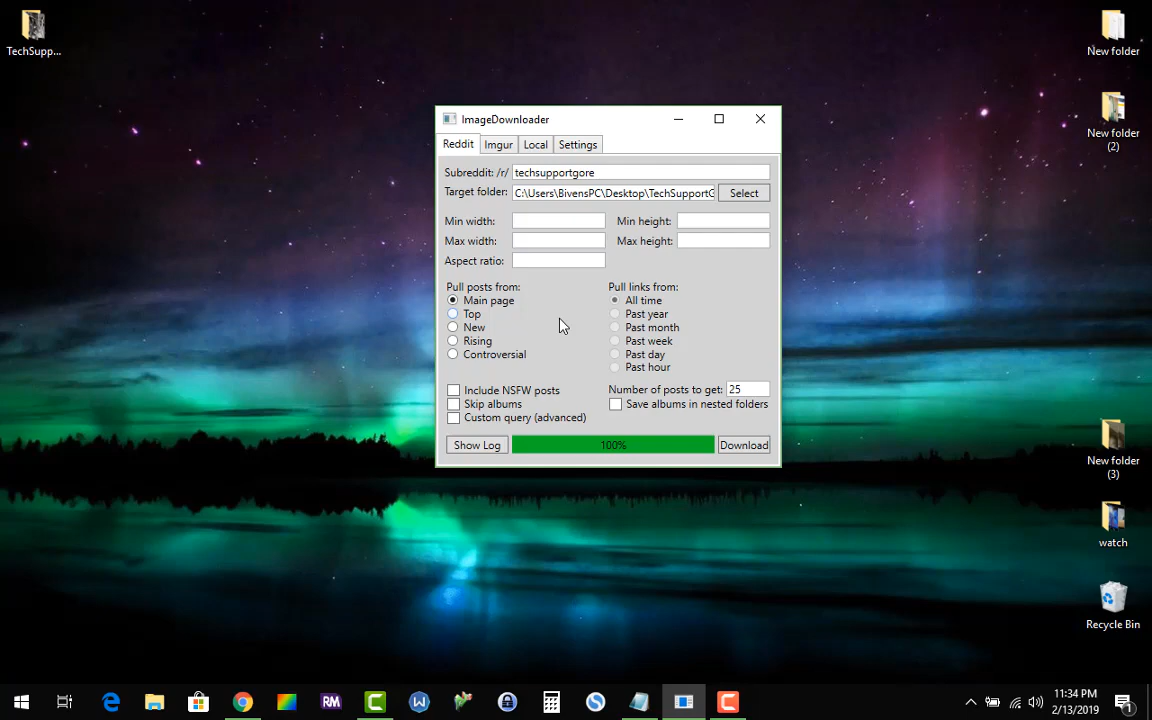 TechSupp...
New folder
New folder
(2)
New folder
(3)
watch
Recycle Bin
ImageDownloader
Reddit Imgur Local Settings
Subreddit: /r/ techsupportgore
Target folder: C:\Users\BivensPC\Desktop\TechSupportG Select
Min width: Min height:
Max width: Max height:
Aspect ratio:
Pull posts from: Pull links from:
Main page All time
Top Past year
New Past month
Rising Past week
Controversial Past day
Past hour
Include NSFW posts Number of posts to get: 25
Skip albums Save albums in nested folders
Custom query (advanced)
Show Log 100% Download
RM
11:34 PM
2/13/2019
1